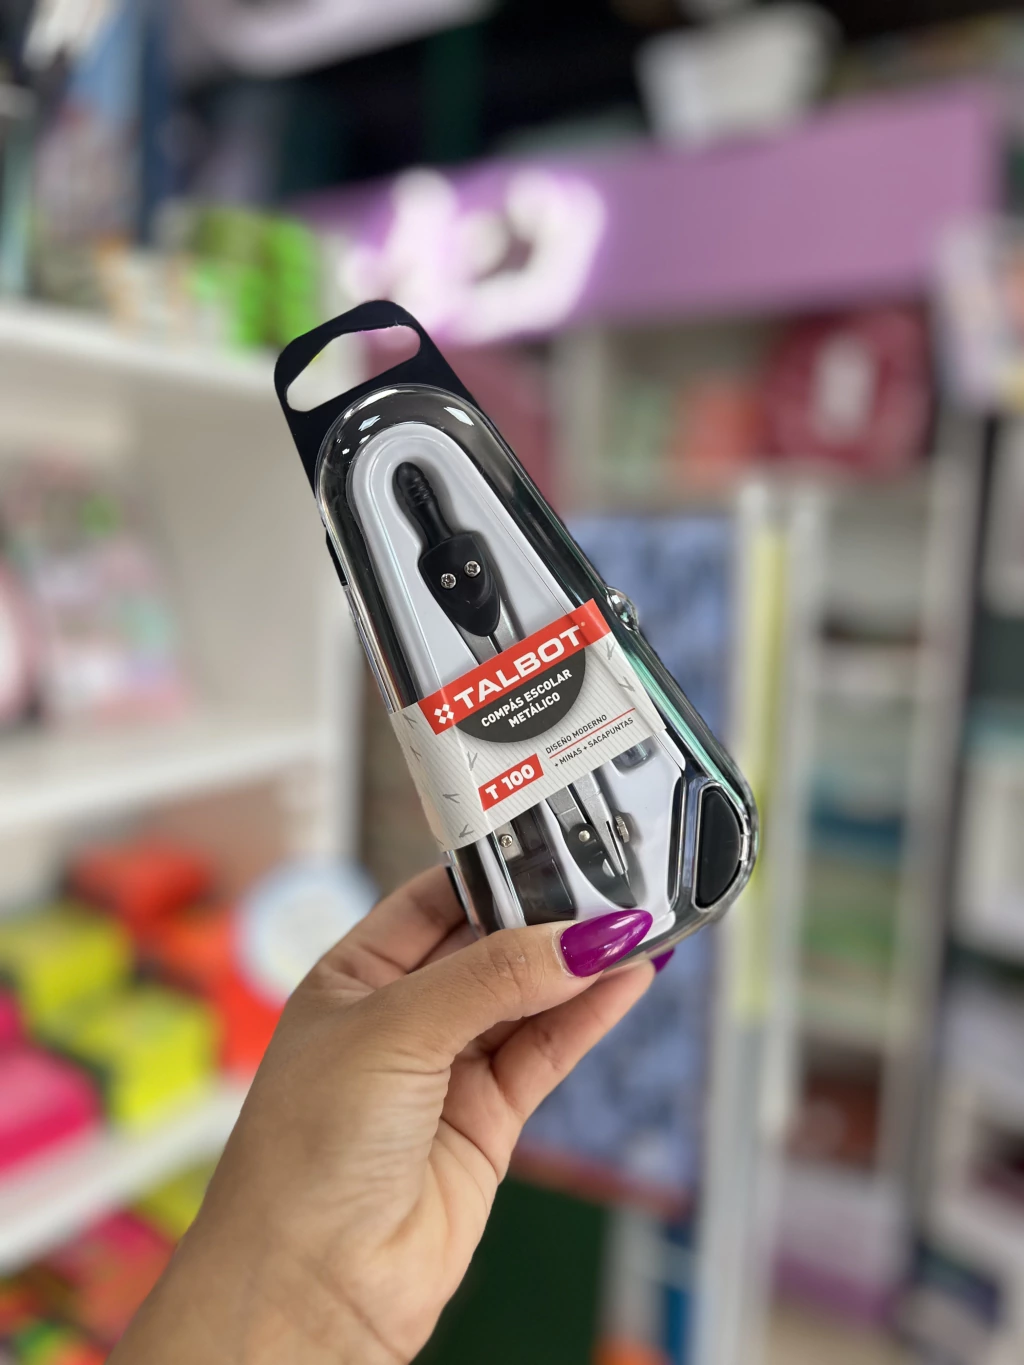 TALBOT
COMPÁS ESCOLAR
METÁLICO
T 100
DISEÑO MODERNO
+ MINAS + SACAPUNTAS